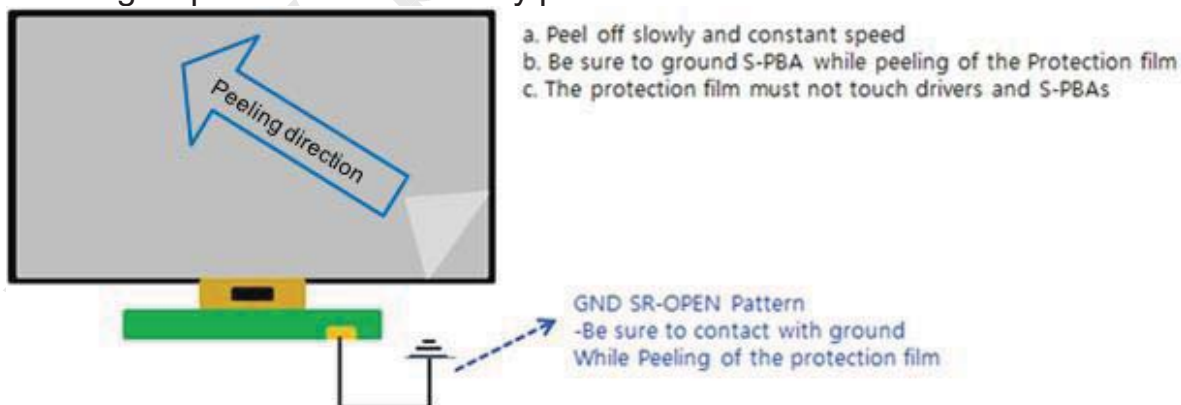 a. Peel off slowly and constant speed
b. Be sure to ground S-PBA while peeling of the Protection film
c. The protection film must not touch drivers and S-PBAs
Peeling direction
GND SR-OPEN Pattern
-Be sure to contact with ground
While Peeling of the protection film